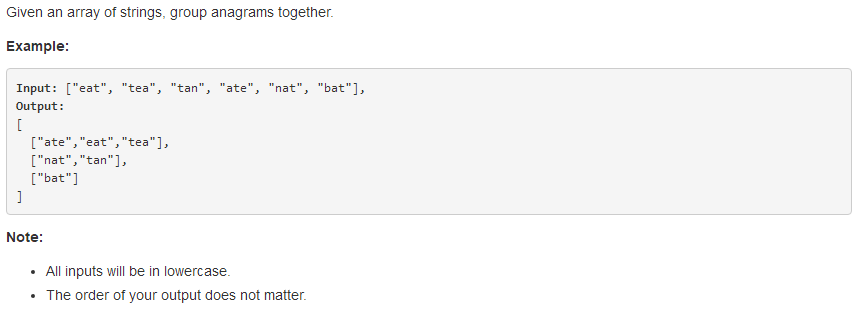 Given an array of strings, group anagrams together.
Example:
Input: ["eat", "tea", "tan", "ate", "nat", "bat"],
Output:
[
  ["ate","eat","tea"],
  ["nat","tan"],
  ["bat"]
]
Note:
• All inputs will be in lowercase.
• The order of your output does not matter.